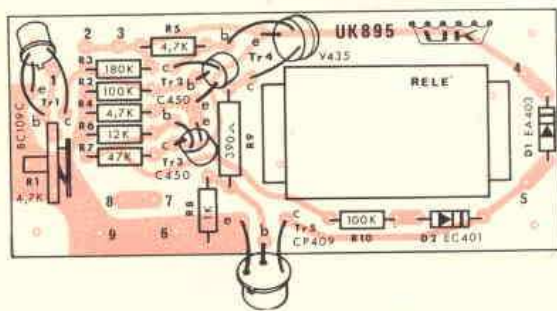 UK895
UK
2 3
R5
4,7K
b
e
Tr4
V435
c
R3
180K
R2
100K
R4
4,7K
R6
12K
R7
47K
c
b
Tr2
C450
e
b
e
c
Tr3
C450
390Ω
R9
RELE'
4
D1 EA403
5
1
e
Tr1
b
c
BC109C
R1
4,7K
8
7
9
6
R8
1K
e
b
c
Tr5
CP409
100K
R10
D2 EC401